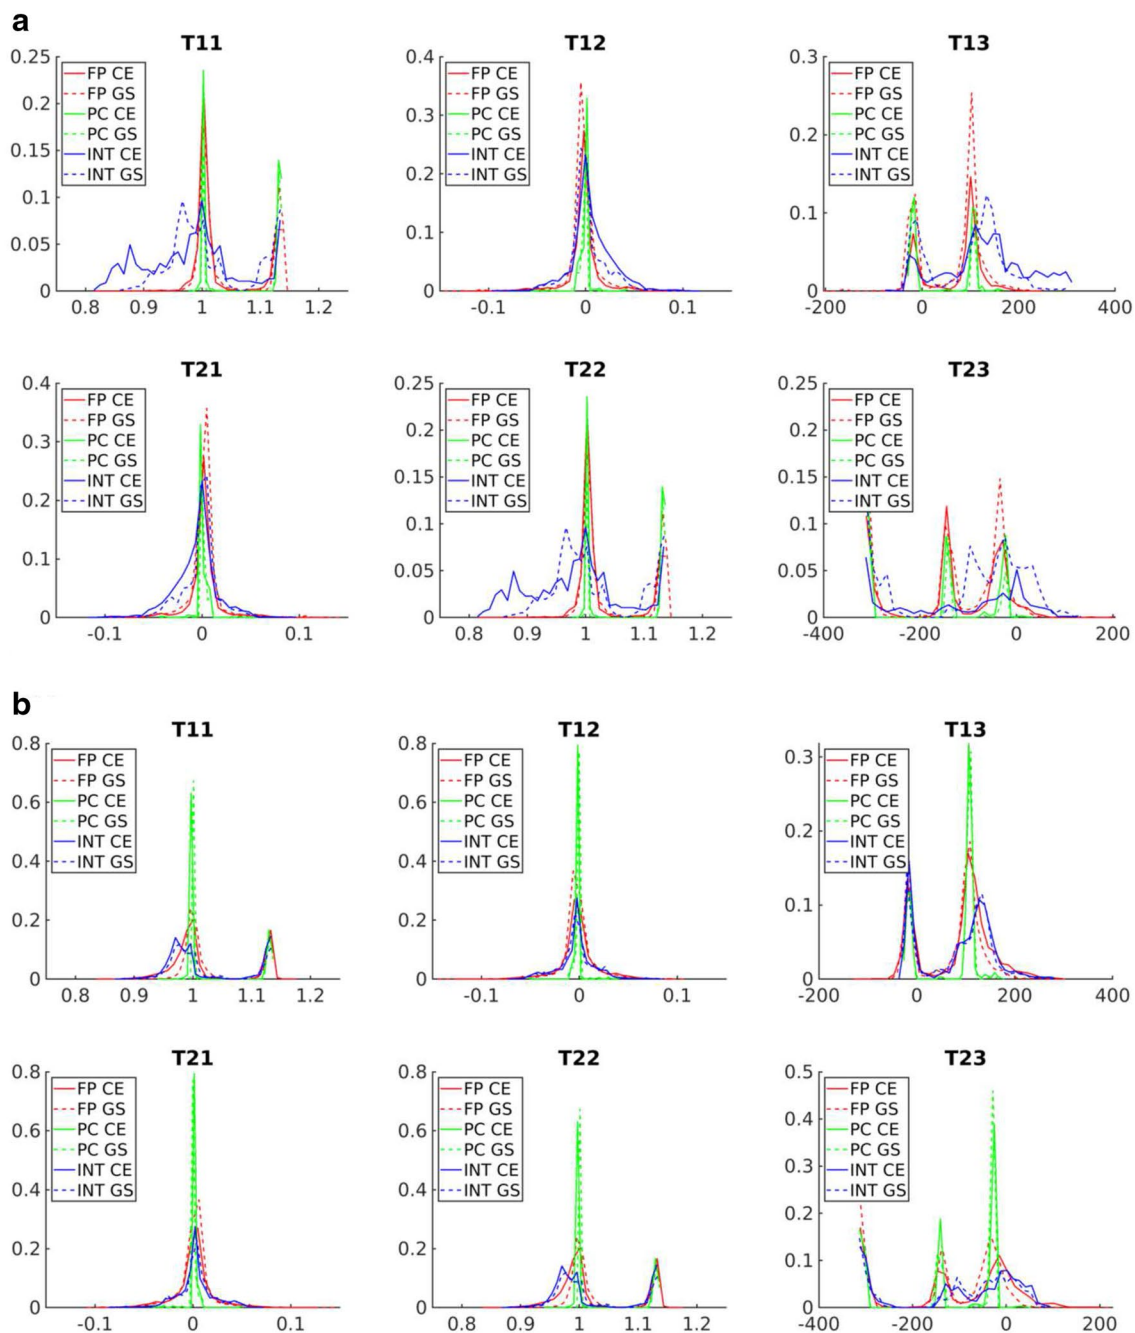 a
T11
0.25
0.2
0.15
0.1
0.05
0
FP CE
FP GS
PC CE
PC GS
INT CE
INT GS
0.8 0.9 1 1.1 1.2
T12
0.4
0.3
0.2
0.1
0
FP CE
FP GS
PC CE
PC GS
INT CE
INT GS
-0.1 0 0.1
T13
0.3
0.2
0.1
0
FP CE
FP GS
PC CE
PC GS
INT CE
INT GS
-200 0 200 400
T21
0.4
0.3
0.2
0.1
0
FP CE
FP GS
PC CE
PC GS
INT CE
INT GS
-0.1 0 0.1
T22
0.25
0.2
0.15
0.1
0.05
0
FP CE
FP GS
PC CE
PC GS
INT CE
INT GS
0.8 0.9 1 1.1 1.2
T23
0.25
0.2
0.15
0.1
0.05
0
FP CE
FP GS
PC CE
PC GS
INT CE
INT GS
-400 -200 0 200
b
T11
0.8
0.6
0.4
0.2
0
FP CE
FP GS
PC CE
PC GS
INT CE
INT GS
0.8 0.9 1 1.1 1.2
T12
0.8
0.6
0.4
0.2
0
FP CE
FP GS
PC CE
PC GS
INT CE
INT GS
-0.1 0 0.1
T13
0.3
0.2
0.1
0
FP CE
FP GS
PC CE
PC GS
INT CE
INT GS
-200 0 200 400
T21
0.8
0.6
0.4
0.2
0
FP CE
FP GS
PC CE
PC GS
INT CE
INT GS
-0.1 0 0.1
T22
0.8
0.6
0.4
0.2
0
FP CE
FP GS
PC CE
PC GS
INT CE
INT GS
0.8 0.9 1 1.1 1.2
T23
0.5
0.4
0.3
0.2
0.1
0
FP CE
FP GS
PC CE
PC GS
INT CE
INT GS
-400 -200 0 200